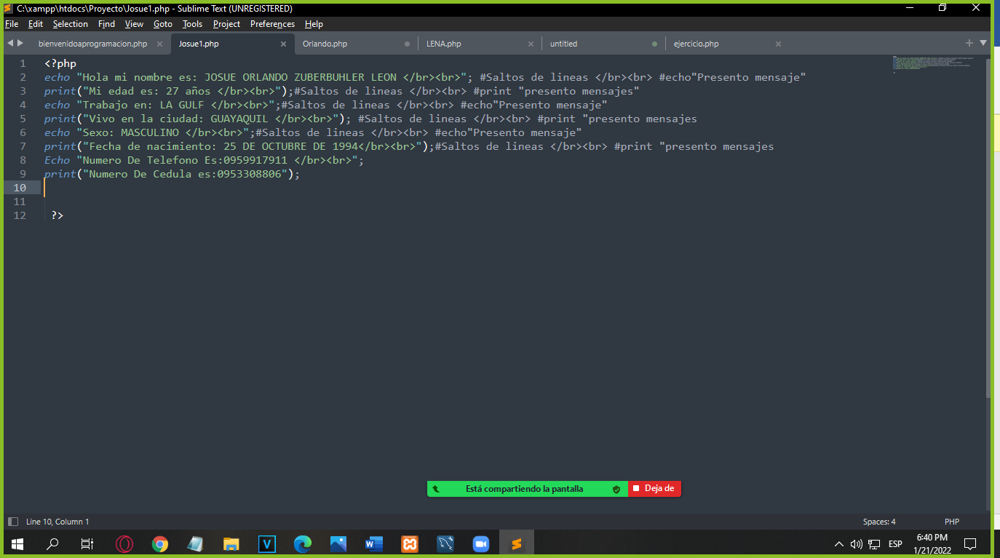 C:\xampp\htdocs\Proyecto\Josue1.php - Sublime Text (UNREGISTERED)
File Edit Selection Find View Goto Tools Project Preferences Help
bienvenidoaprogramacion.php Josue1.php Orlando.php LENA.php untitled ejercicio.php
1 <?php
2 echo "Hola mi nombre es: JOSUE ORLANDO ZUBERBUHLER LEON </br><br>"; #Saltos de lineas </br><br> #echo"Presento mensaje"
3 print("Mi edad es: 27 años </br><br>");#Saltos de lineas </br><br> #print "presento mensajes"
4 echo "Trabajo en: LA GULF </br><br>";#Saltos de lineas </br><br> #echo"Presento mensaje"
5 print("Vivo en la ciudad: GUAYAQUIL </br><br>"); #Saltos de lineas </br><br> #print "presento mensajes
6 echo "Sexo: MASCULINO </br><br>";#Saltos de lineas </br><br> #echo"Presento mensaje"
7 print("Fecha de nacimiento: 25 DE OCTUBRE DE 1994</br><br>");#Saltos de lineas </br><br> #print "presento mensajes
8 Echo "Numero De Telefono Es:0959917911 </br><br>";
9 print("Numero De Cedula es:0953308806");
10
11
12 ?>
Está compartiendo la pantalla Deja de
Line 10, Column 1 Spaces: 4 PHP
V W ESP 6:40 PM
1/21/2022